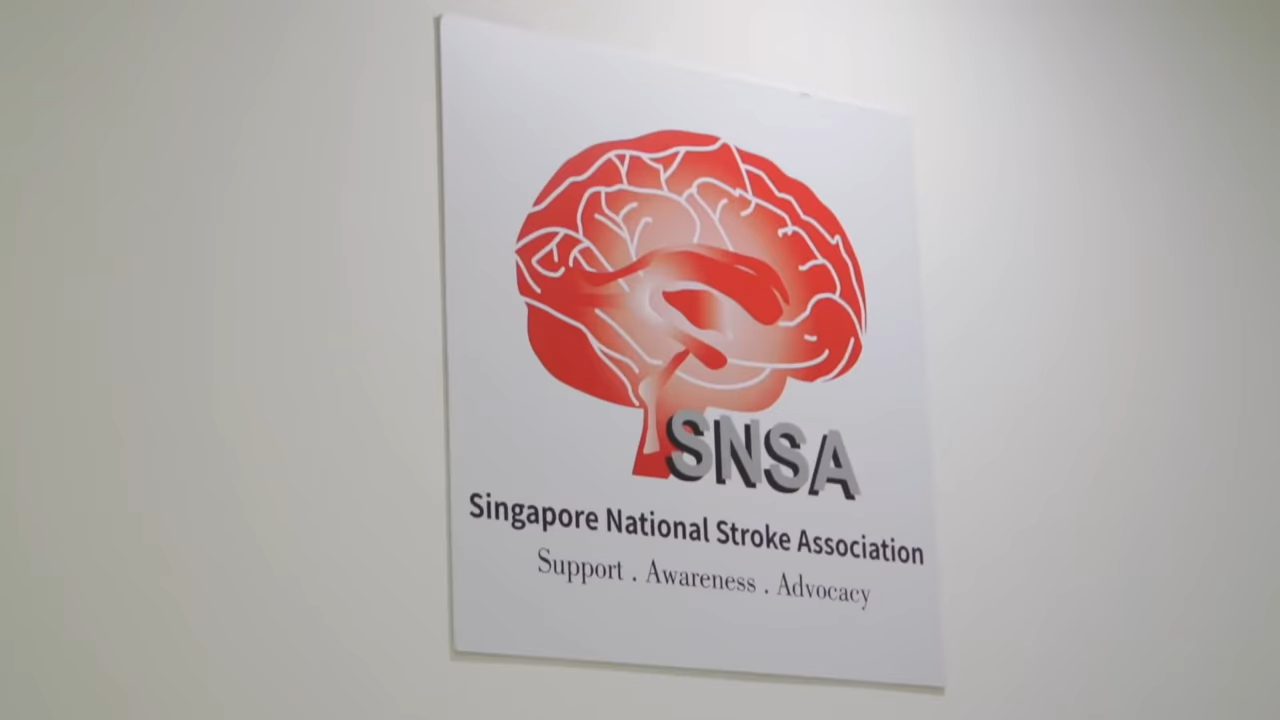 SNSA
Singapore National Stroke Association
Support . Awareness . Advocacy